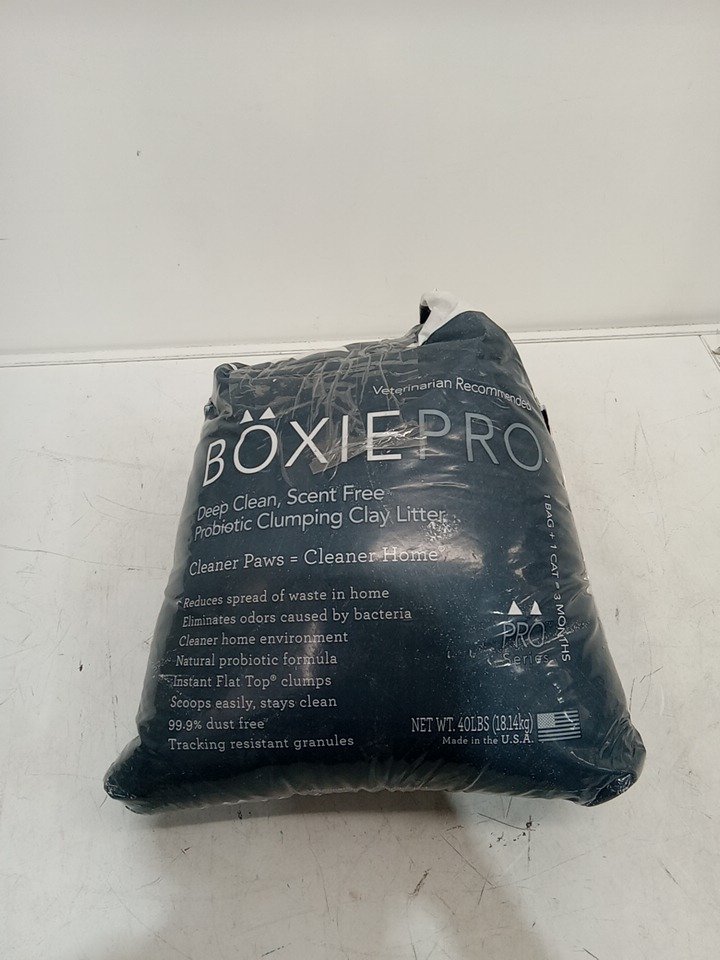 Veterinarian Recommended
BÖXIEPRO
Deep Clean, Scent Free
Probiotic Clumping Clay Litter
Cleaner Paws = Cleaner Home®
Reduces spread of waste in home
Eliminates odors caused by bacteria
Cleaner home environment
Natural probiotic formula
Instant Flat Top® clumps
Scoops easily, stays clean
99.9% dust free
Tracking resistant granules
1 BAG + 1 CAT = 3 MONTHS
PRO
Series
NET WT. 40LBS (18.14kg)
Made in the U.S.A.